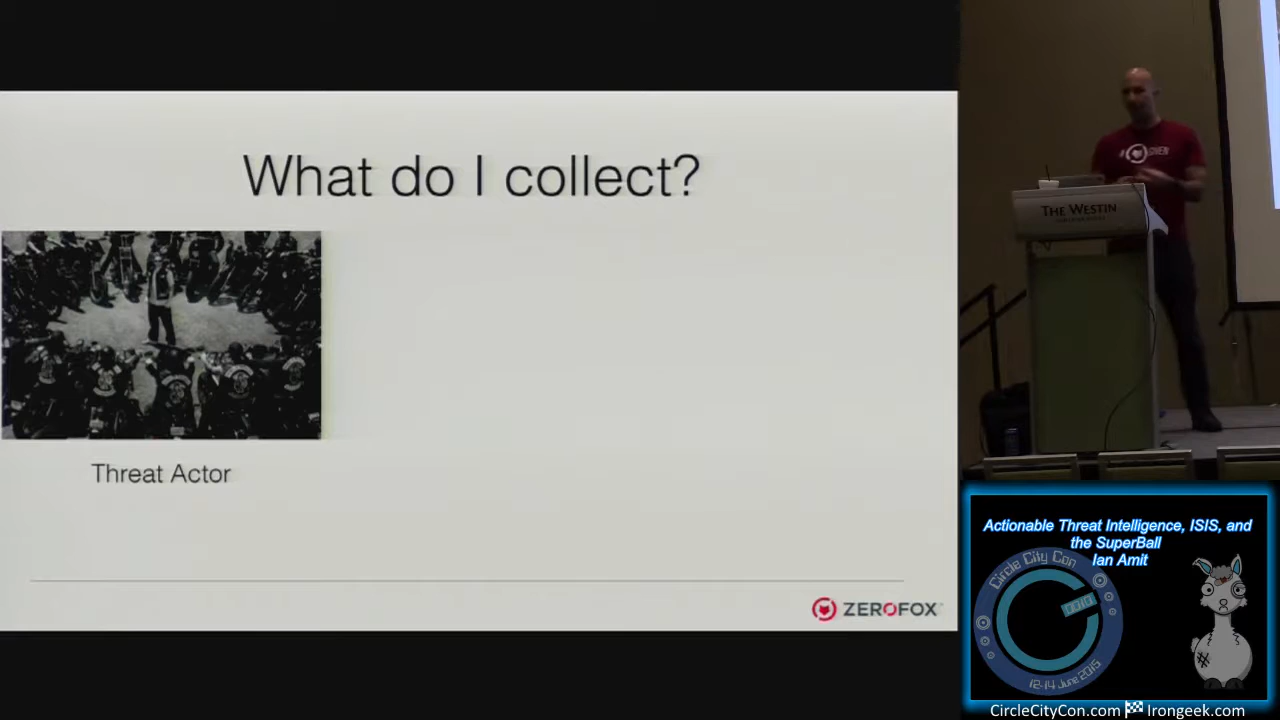 What do I collect?
Threat Actor
ZEROFOX
THE WESTIN
Actionable Threat Intelligence, ISIS, and
the SuperBall
Ian Amit
Circle City Con
12-14 June 2015
CircleCityCon.com Irongeek.com